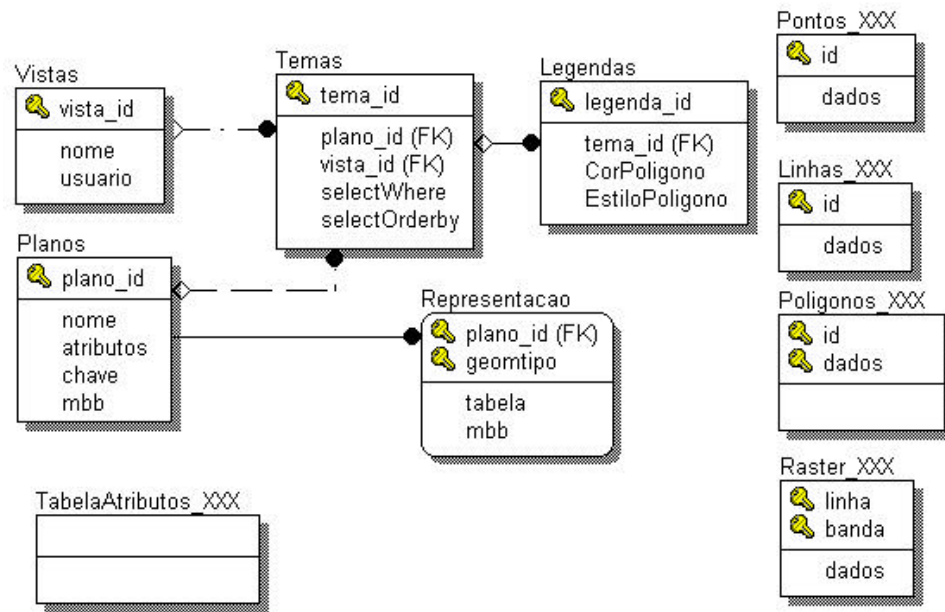 Vistas
vista_id
nome
usuario
Temas
tema_id
plano_id (FK)
vista_id (FK)
selectWhere
selectOrderby
Legendas
legenda_id
tema_id (FK)
CorPoligono
EstiloPoligono
Pontos_XXX
id
dados
Linhas_XXX
id
dados
Planos
plano_id
nome
atributos
chave
mbb
Representacao
plano_id (FK)
geomtipo
tabela
mbb
Poligonos_XXX
id
dados
Raster_XXX
linha
banda
dados
TabelaAtributos_XXX